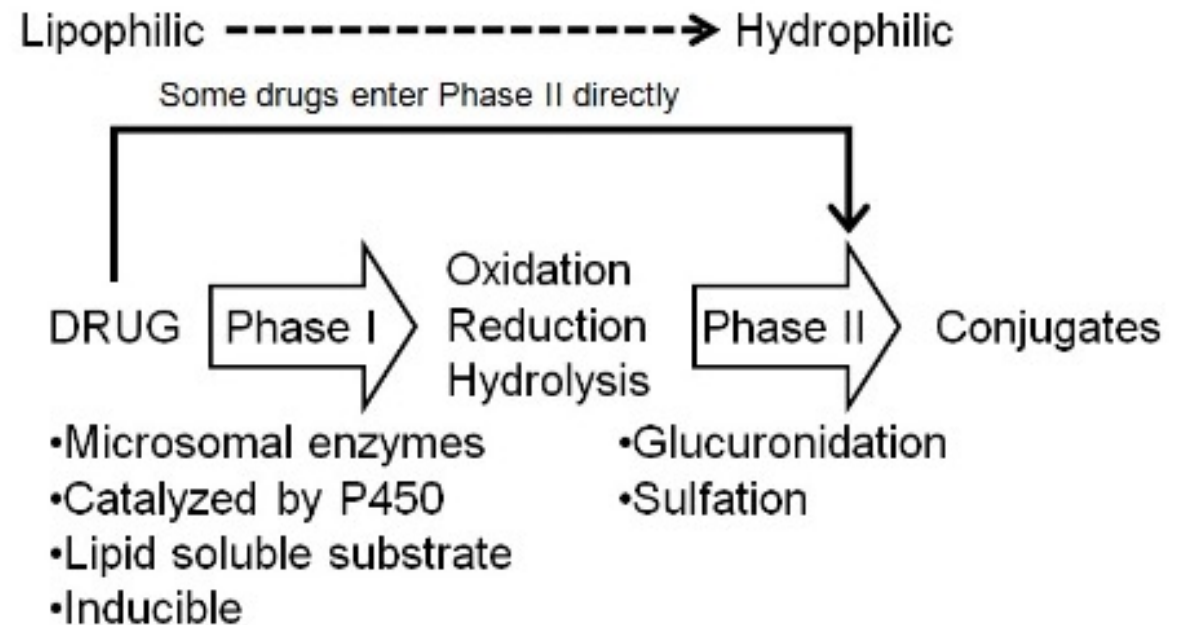 Lipophilic Hydrophilic
Some drugs enter Phase II directly
DRUG
Phase I
Oxidation
Reduction
Hydrolysis
Phase II
Conjugates
•Microsomal enzymes
•Catalyzed by P450
•Lipid soluble substrate
•Inducible
•Glucuronidation
•Sulfation